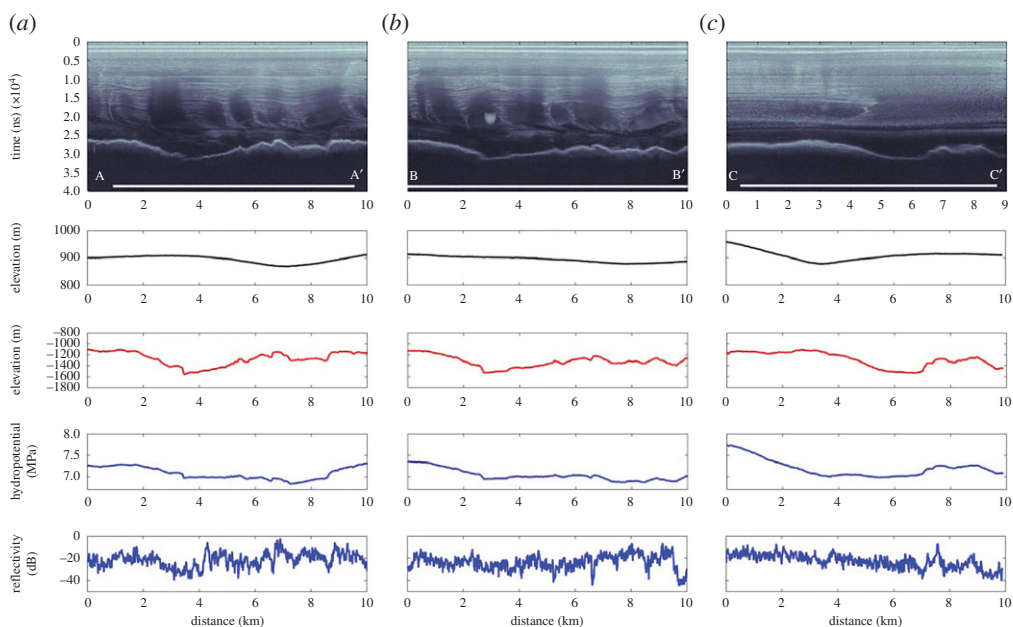 (a) (b) (c)
time (ns) (×10⁴)
0
0.5
1.0
1.5
2.0
2.5
3.0
3.5
4.0
A A′ B B′ C C′
0 2 4 6 8 10 0 2 4 6 8 10 0 1 2 3 4 5 6 7 8 9
elevation (m)
1000
900
800
0 2 4 6 8 10 0 2 4 6 8 10 0 2 4 6 8 10
elevation (m)
−800
−1000
−1200
−1400
−1600
−1800
0 2 4 6 8 10 0 2 4 6 8 10 0 2 4 6 8 10
hydropotential
(MPa)
8.0
7.0
0 2 4 6 8 10 0 2 4 6 8 10 0 2 4 6 8 10
reflectivity
(dB)
0
−20
−40
0 2 4 6 8 10 0 2 4 6 8 10 0 2 4 6 8 10
distance (km) distance (km) distance (km)